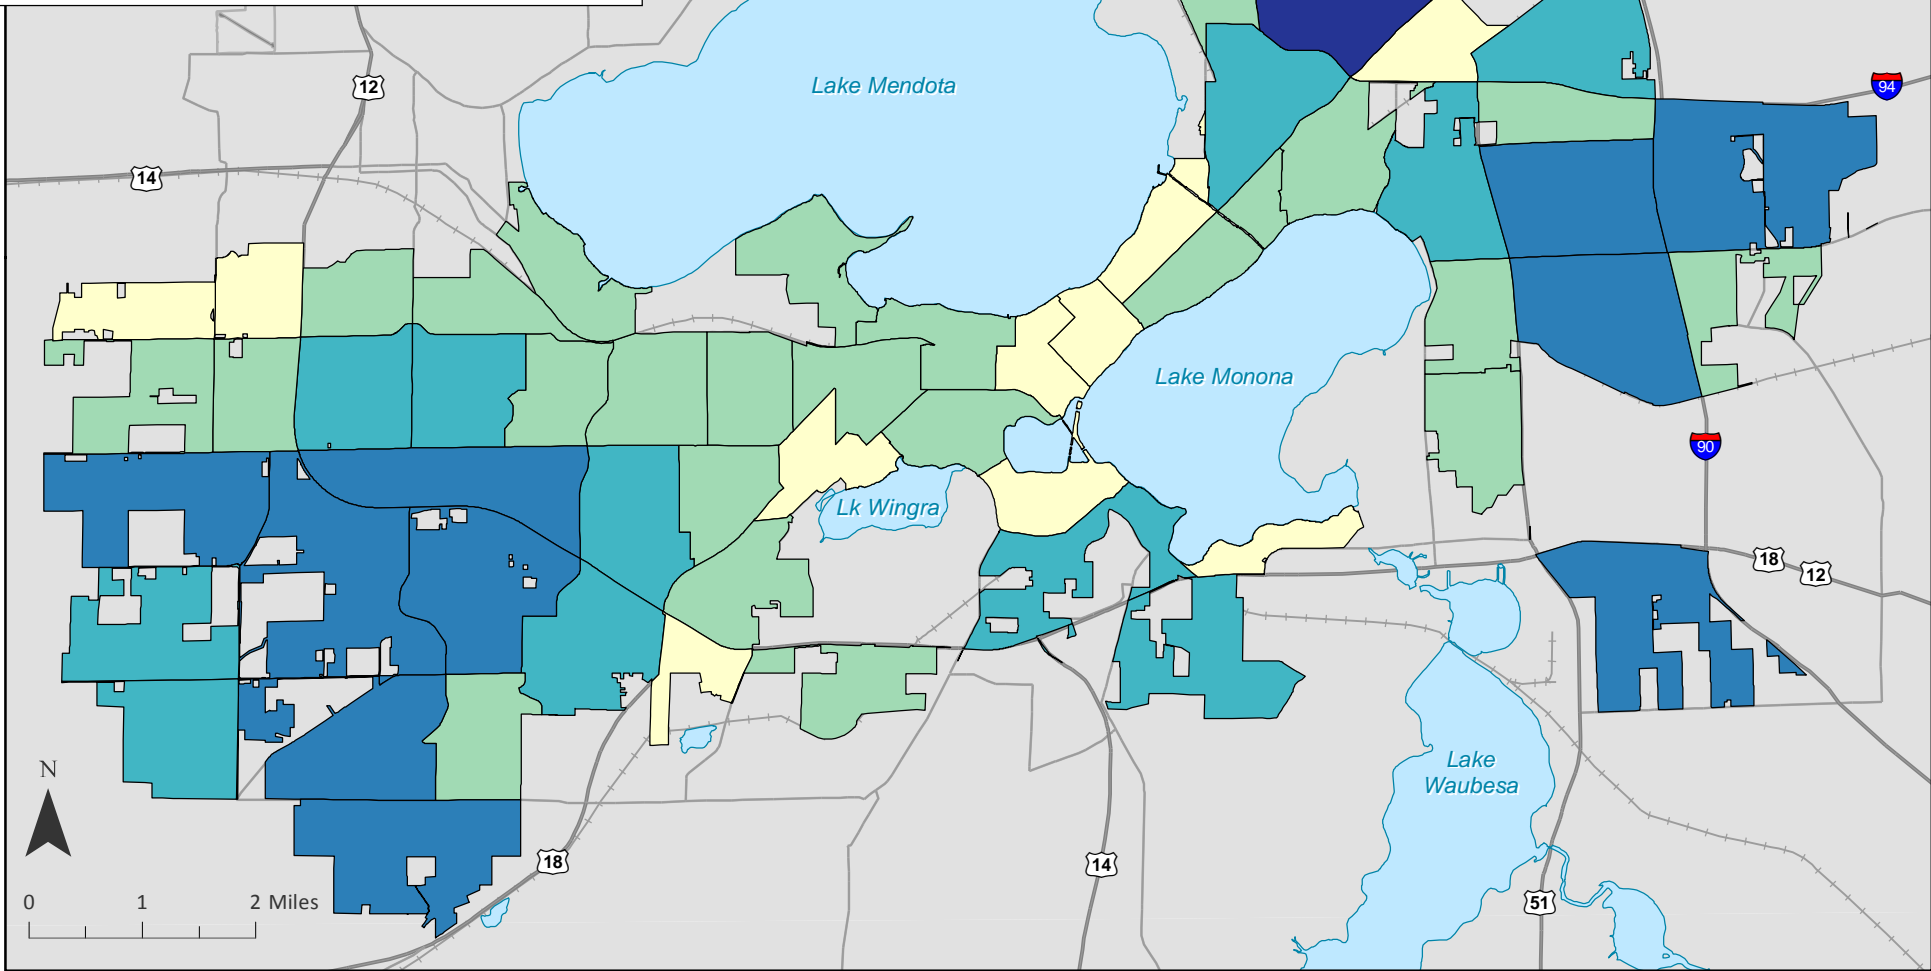 Lake Mendota
12
94
14
Lake Monona
90
Lk Wingra
18
12
N
Lake
Waubesa
18
14
51
0 1 2 Miles